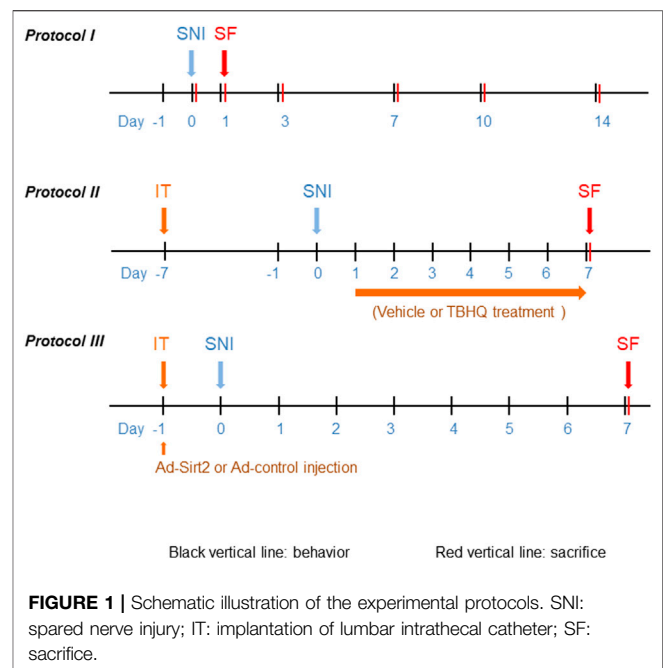 Protocol I
SNI SF
Day -1 0 1 3 7 10 14
Protocol II
IT SNI SF
Day -7 -1 0 1 2 3 4 5 6 7
(Vehicle or TBHQ treatment )
Protocol III
IT SNI SF
Day -1 0 1 2 3 4 5 6 7
Ad-Sirt2 or Ad-control injection
Black vertical line: behavior Red vertical line: sacrifice
FIGURE 1 | Schematic illustration of the experimental protocols. SNI:
spared nerve injury; IT: implantation of lumbar intrathecal catheter; SF:
sacrifice.